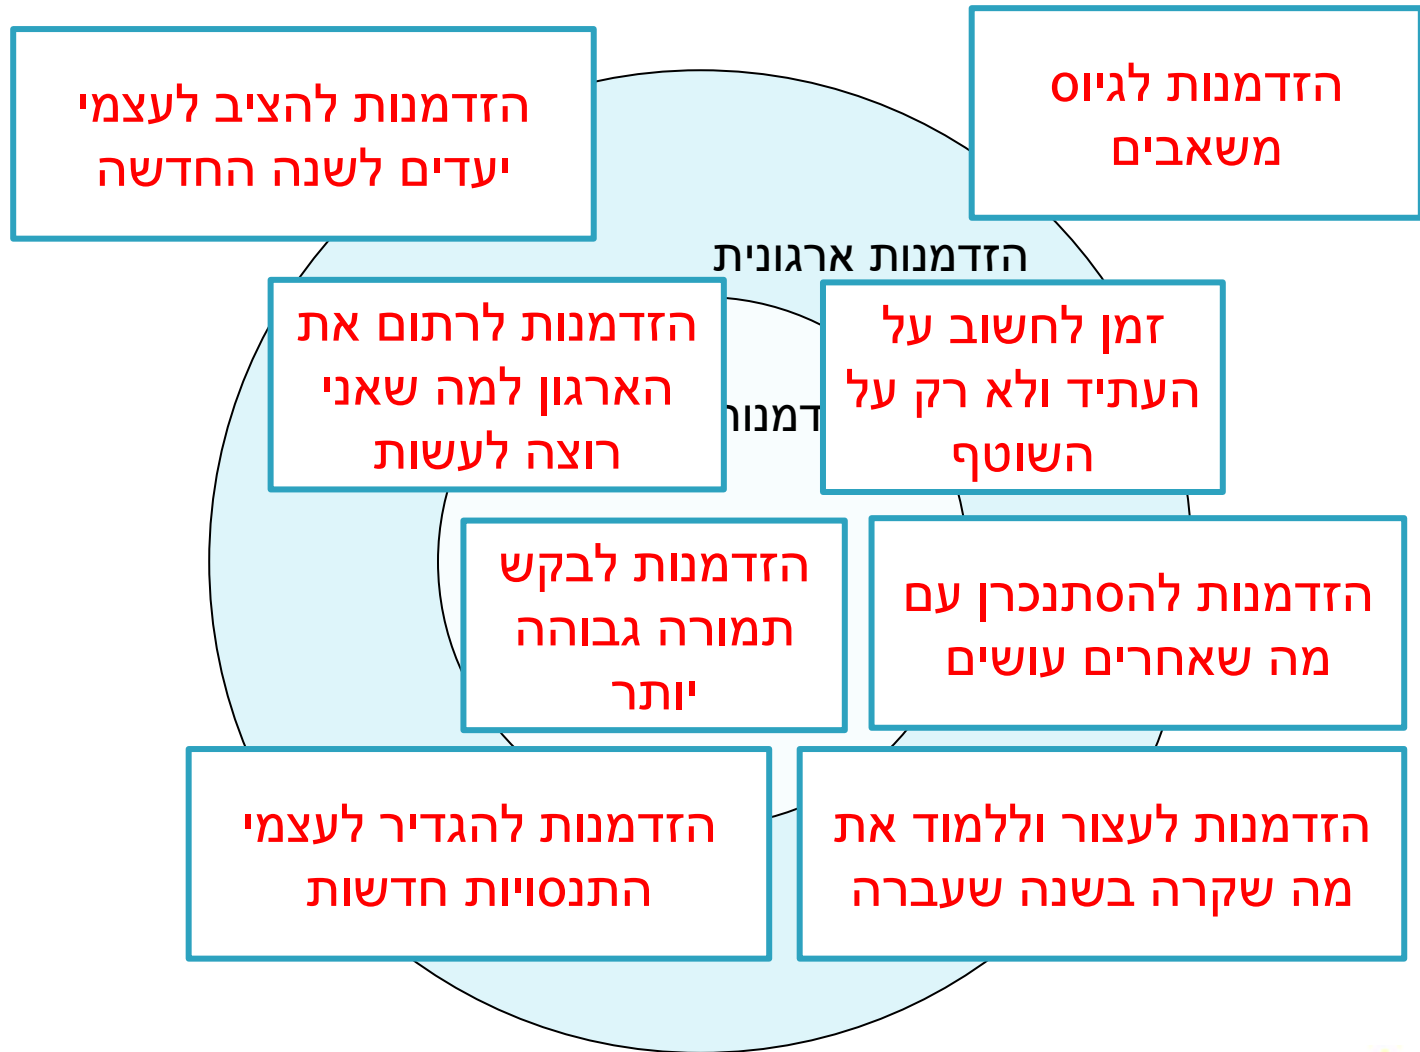 הזדמנות לגיוס
משאבים
הזדמנות להציב לעצמי
יעדים לשנה החדשה
הזדמנות ארגונית
זמן לחשוב על
העתיד ולא רק על
השוטף
הזדמנות לרתום את
הארגון למה שאני
רוצה לעשות
הזדמנות להסתנכרן עם
מה שאחרים עושים
הזדמנות לבקש
תמורה גבוהה
יותר
הזדמנות לעצור וללמוד את
מה שקרה בשנה שעברה
הזדמנות להגדיר לעצמי
התנסויות חדשות